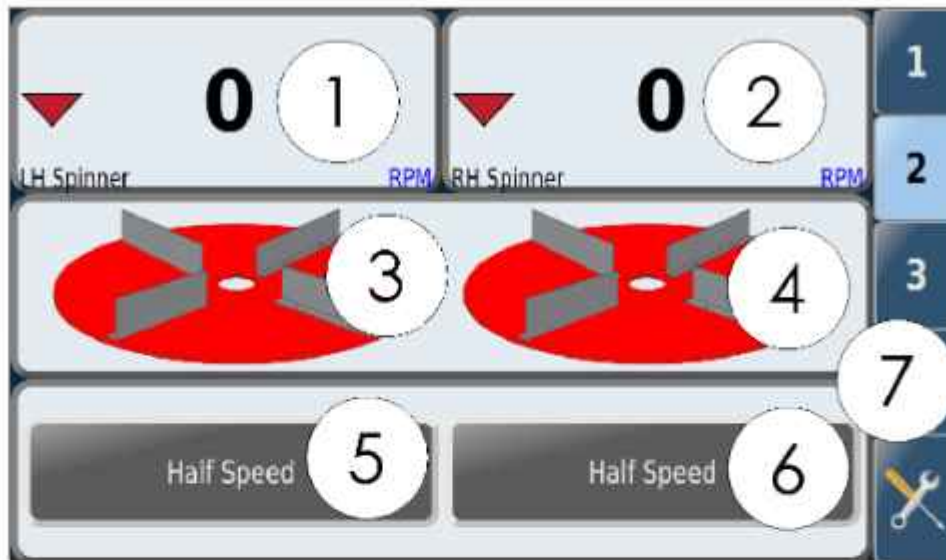 0 1
LH Spinner RPM
0 2
RH Spinner RPM
3
4
Half Speed 5
Half Speed 6
1
2
3
7